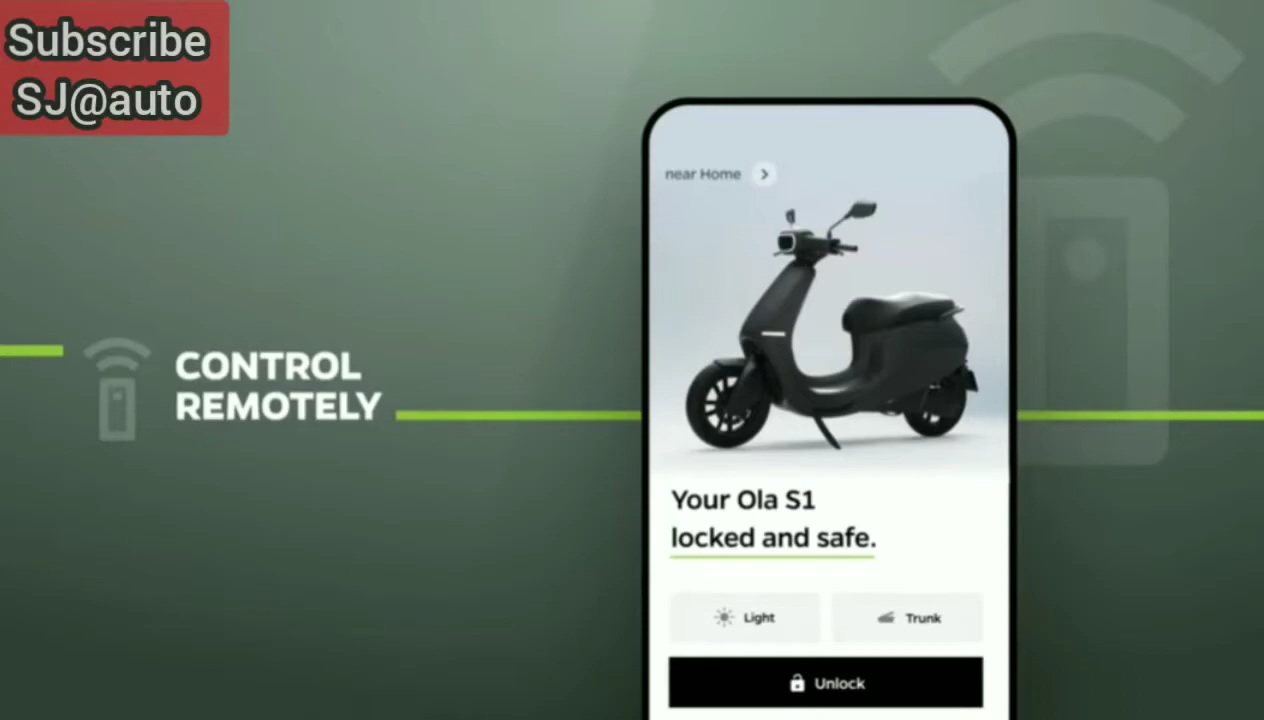 Subscribe
SJ@auto
near Home
CONTROL
REMOTELY
Your Ola S1
locked and safe.
Light
Trunk
Unlock